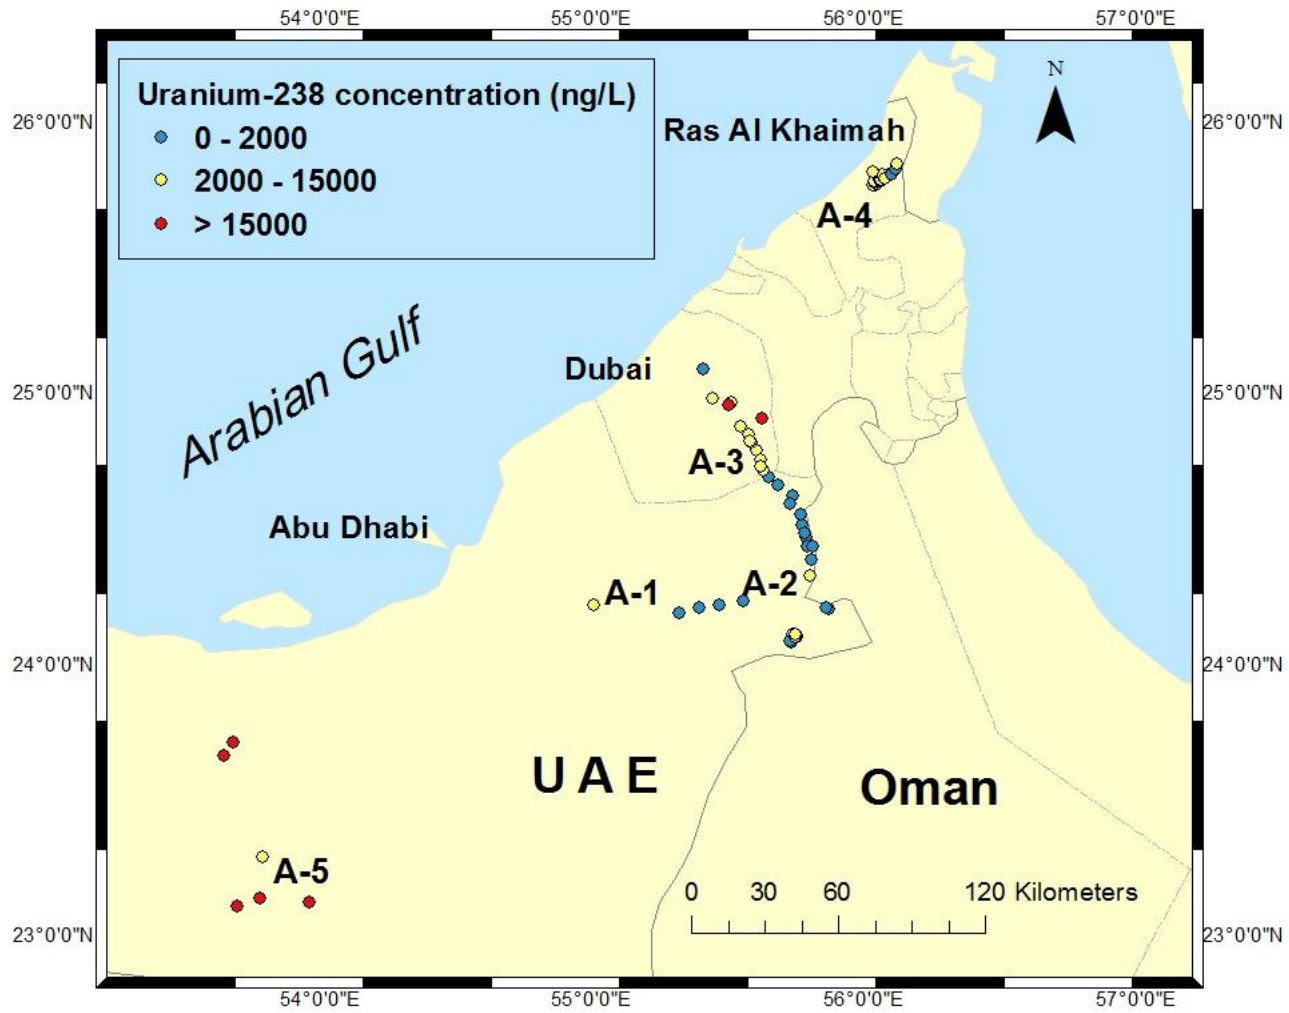 54°0'0"E 55°0'0"E 56°0'0"E 57°0'0"E
Uranium-238 concentration (ng/L)
0 - 2000
2000 - 15000
> 15000
N
26°0'0"N
Ras Al Khaimah
26°0'0"N
A-4
Arabian Gulf
Dubai
25°0'0"N
25°0'0"N
A-3
Abu Dhabi
A-2
A-1
24°0'0"N
24°0'0"N
UAE
Oman
A-5
0 30 60 120 Kilometers
23°0'0"N
23°0'0"N
54°0'0"E 55°0'0"E 56°0'0"E 57°0'0"E